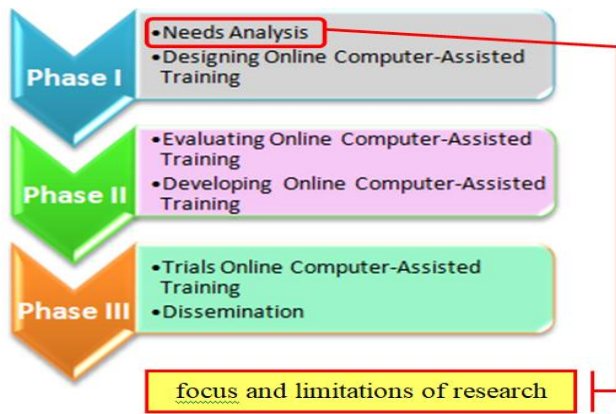 Phase I
•Needs Analysis
•Designing Online Computer-Assisted
Training
Phase II
•Evaluating Online Computer-Assisted
Training
•Developing Online Computer-Assisted
Training
Phase III
•Trials Online Computer-Assisted
Training
•Dissemination
focus and limitations of research